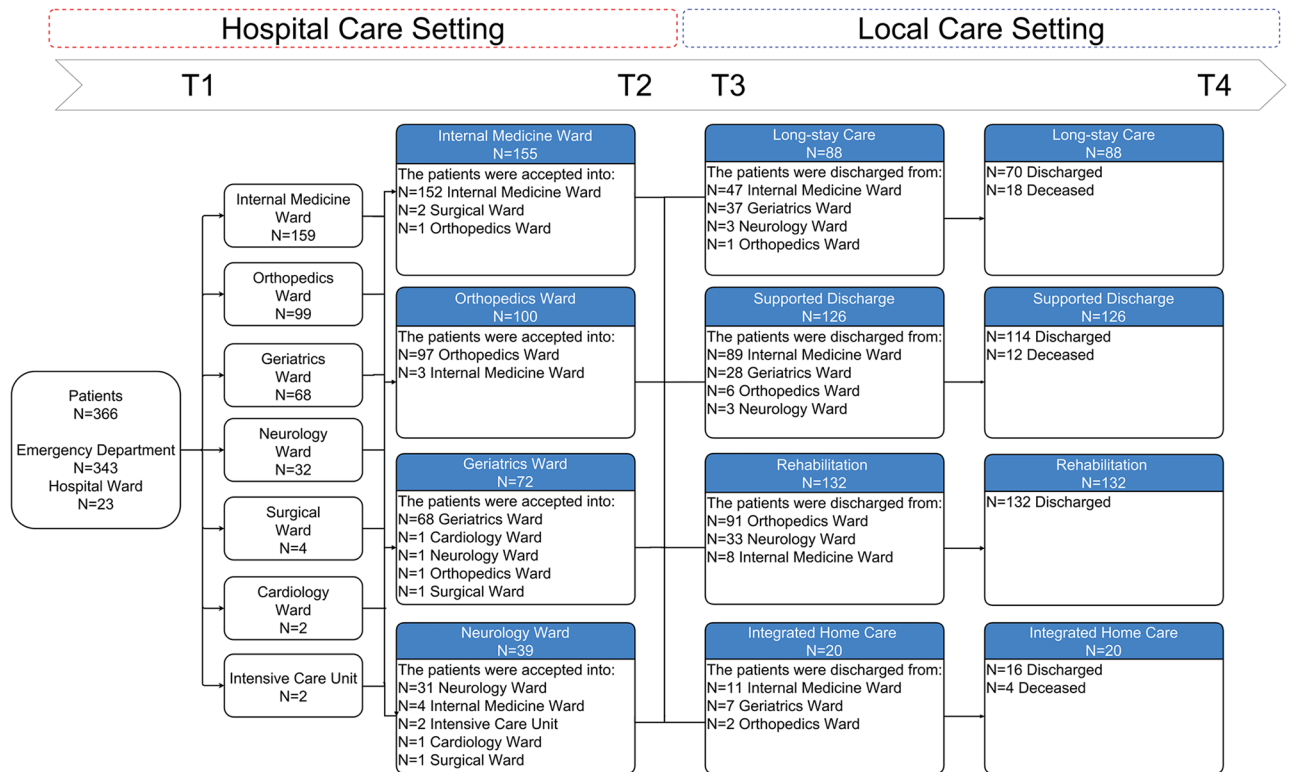 Hospital Care Setting
Local Care Setting
T1
T2
T3
T4
Patients
N=366
Emergency Department
N=343
Hospital Ward
N=23
Internal Medicine
Ward
N=159
Orthopedics
Ward
N=99
Geriatrics
Ward
N=68
Neurology
Ward
N=32
Surgical
Ward
N=4
Cardiology
Ward
N=2
Intensive Care Unit
N=2
Internal Medicine Ward
N=155
The patients were accepted into:
N=152 Internal Medicine Ward
N=2 Surgical Ward
N=1 Orthopedics Ward
Orthopedics Ward
N=100
The patients were accepted into:
N=97 Orthopedics Ward
N=3 Internal Medicine Ward
Geriatrics Ward
N=72
The patients were accepted into:
N=68 Geriatrics Ward
N=1 Cardiology Ward
N=1 Neurology Ward
N=1 Orthopedics Ward
N=1 Surgical Ward
Neurology Ward
N=39
The patients were accepted into:
N=31 Neurology Ward
N=4 Internal Medicine Ward
N=2 Intensive Care Unit
N=1 Cardiology Ward
N=1 Surgical Ward
Long-stay Care
N=88
The patients were discharged from:
N=47 Internal Medicine Ward
N=37 Geriatrics Ward
N=3 Neurology Ward
N=1 Orthopedics Ward
Supported Discharge
N=126
The patients were discharged from:
N=89 Internal Medicine Ward
N=28 Geriatrics Ward
N=6 Orthopedics Ward
N=3 Neurology Ward
Rehabilitation
N=132
The patients were discharged from:
N=91 Orthopedics Ward
N=33 Neurology Ward
N=8 Internal Medicine Ward
Integrated Home Care
N=20
The patients were discharged from:
N=11 Internal Medicine Ward
N=7 Geriatrics Ward
N=2 Orthopedics Ward
Long-stay Care
N=88
N=70 Discharged
N=18 Deceased
Supported Discharge
N=126
N=114 Discharged
N=12 Deceased
Rehabilitation
N=132
N=132 Discharged
Integrated Home Care
N=20
N=16 Discharged
N=4 Deceased